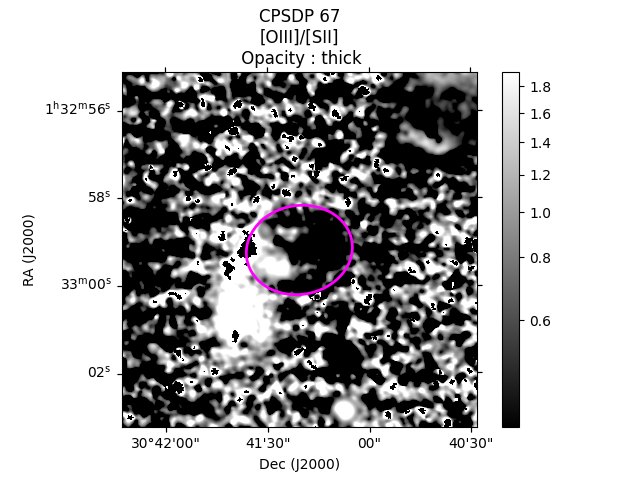 CPSDP 67
[OIII]/[SII]
Opacity : thick
1h32m56s
58s
33m00s
02s
RA (J2000)
30°42'00"
41'30"
00"
40'30"
Dec (J2000)
1.8
1.6
1.4
1.2
1.0
0.8
0.6